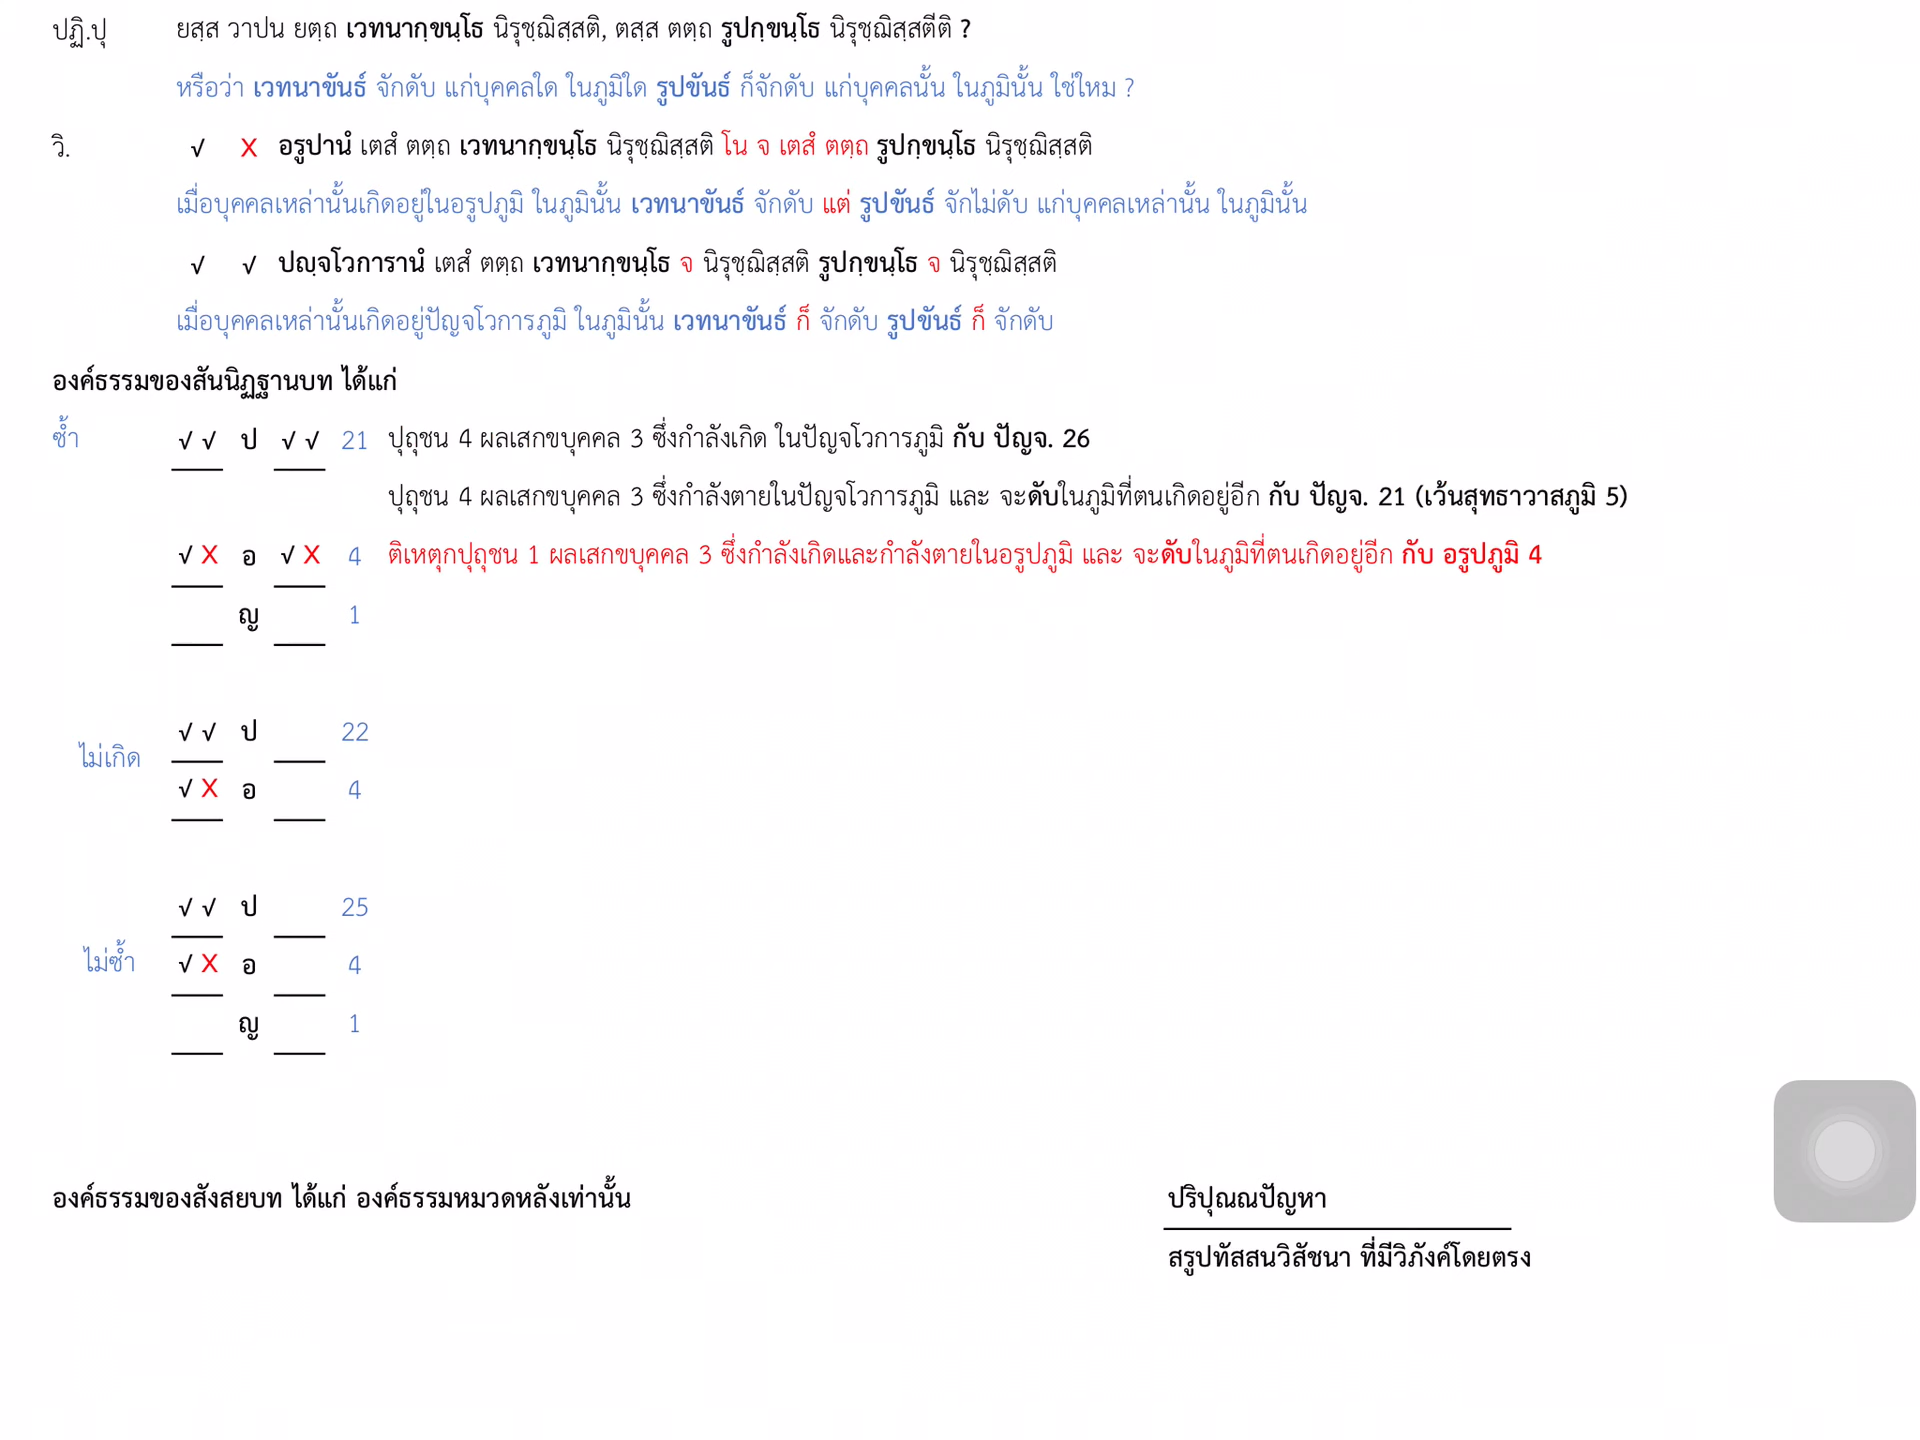 ปฏิ.ปุ ยสฺส วาปน ยตฺถ เวทนากฺขนฺโธ นิรุชฺฌิสฺสติ, ตสฺส ตตฺถ รูปกฺขนฺโธ นิรุชฺฌิสฺสตีติ ?
หรือว่า เวทนาขันธ์ จักดับ แก่บุคคลใด ในภูมิใด รูปขันธ์ ก็จักดับ แก่บุคคลนั้น ในภูมินั้น ใช่ใหม ?
วิ. √ X อรูปานํ เตสํ ตตฺถ เวทนากฺขนฺโธ นิรุชฺฌิสฺสติ โน จ เตสํ ตตฺถ รูปกฺขนฺโธ นิรุชฺฌิสฺสติ
เมื่อบุคคลเหล่านั้นเกิดอยู่ในอรูปภูมิ ในภูมินั้น เวทนาขันธ์ จักดับ แต่ รูปขันธ์ จักไม่ดับ แก่บุคคลเหล่านั้น ในภูมินั้น
√ √ ปญฺจโวการานํ เตสํ ตตฺถ เวทนากฺขนฺโธ จ นิรุชฺฌิสฺสติ รูปกฺขนฺโธ จ นิรุชฺฌิสฺสติ
เมื่อบุคคลเหล่านั้นเกิดอยู่ปัญจโวการภูมิ ในภูมินั้น เวทนาขันธ์ ก็ จักดับ รูปขันธ์ ก็ จักดับ
องค์ธรรมของสันนิฏฐานบท ได้แก่
ซ้ำ √ √ ป √ √ 21 ปุถุชน 4 ผลเสกขบุคคล 3 ซึ่งกำลังเกิด ในปัญจโวการภูมิ กับ ปัญจ. 26
ปุถุชน 4 ผลเสกขบุคคล 3 ซึ่งกำลังตายในปัญจโวการภูมิ และ จะดับในภูมิที่ตนเกิดอยู่อีก กับ ปัญจ. 21 (เว้นสุทธาวาสภูมิ 5)
√ X อ √ X 4 ติเหตุกปุถุชน 1 ผลเสกขบุคคล 3 ซึ่งกำลังเกิดและกำลังตายในอรูปภูมิ และ จะดับในภูมิที่ตนเกิดอยู่อีก กับ อรูปภูมิ 4
ญ 1
√ √ ป 22
ไม่เกิด
√ X อ 4
√ √ ป 25
ไม่ซ้ำ √ X อ 4
ญ 1
องค์ธรรมของสังสยบท ได้แก่ องค์ธรรมหมวดหลังเท่านั้น ปริปุณณปัญหา
สรูปทัสสนวิสัชนา ที่มีวิภังค์โดยตรง